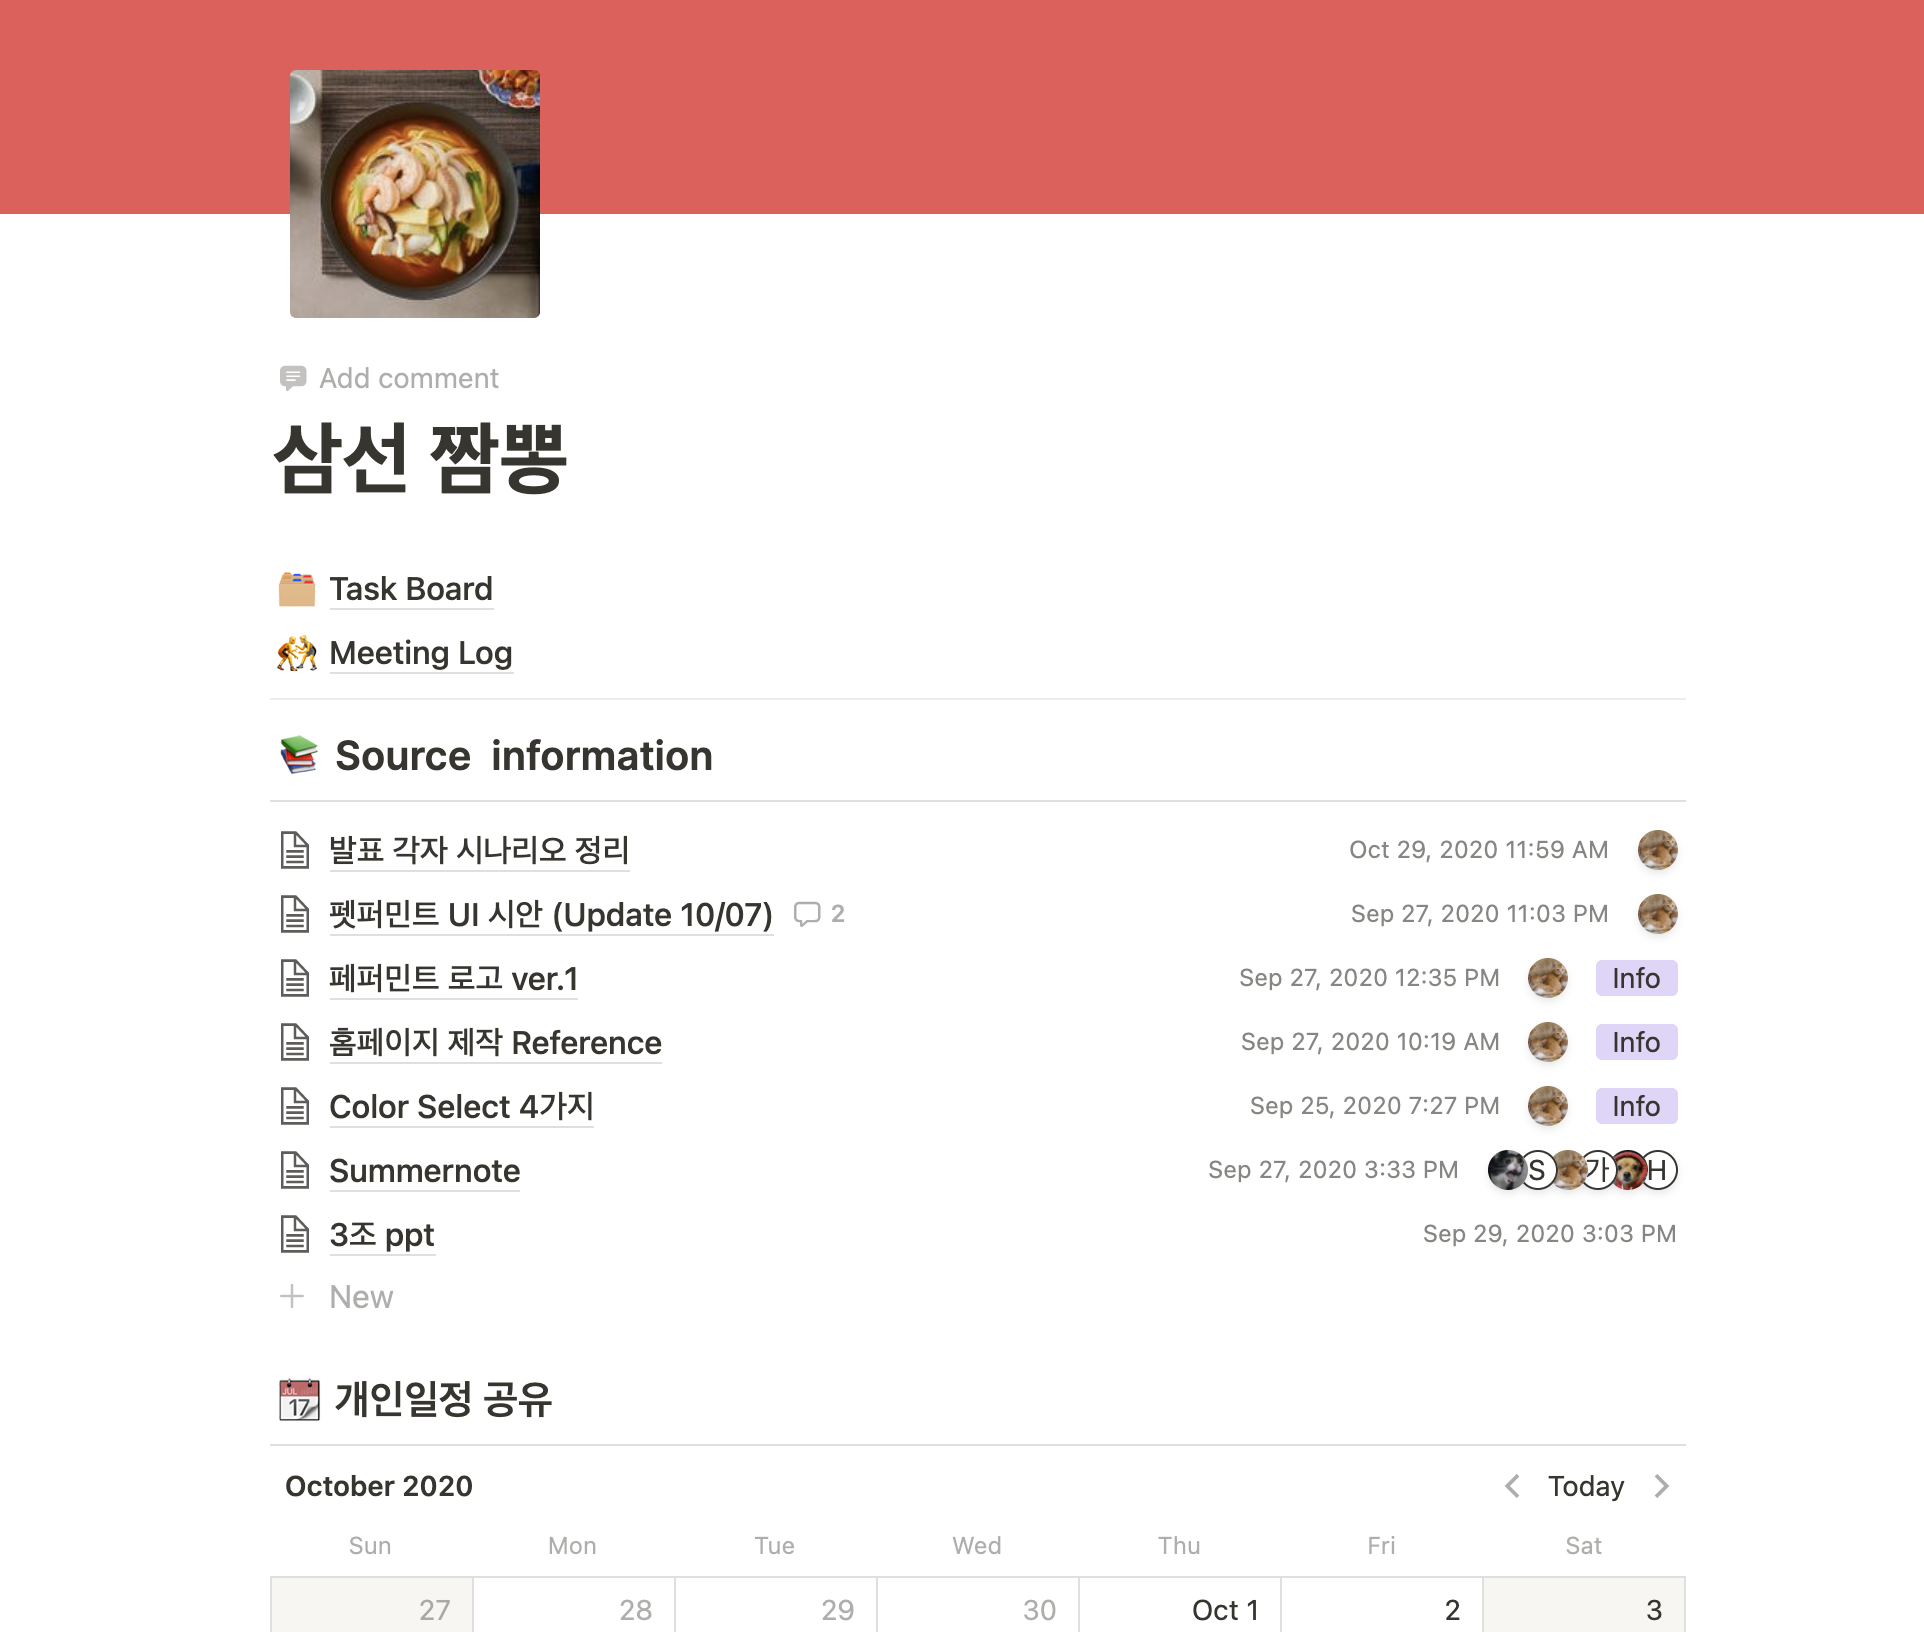 Add comment
삼선 짬뽕
Task Board
Meeting Log
Source information
발표 각자 시나리오 정리 Oct 29, 2020 11:59 AM
펫퍼민트 UI 시안 (Update 10/07) 2 Sep 27, 2020 11:03 PM
페퍼민트 로고 ver.1 Sep 27, 2020 12:35 PM Info
홈페이지 제작 Reference Sep 27, 2020 10:19 AM Info
Color Select 4가지 Sep 25, 2020 7:27 PM Info
Summernote Sep 27, 2020 3:33 PM S 가 H
3조 ppt Sep 29, 2020 3:03 PM
New
JUL
17
개인일정 공유
October 2020 Today
Sun Mon Tue Wed Thu Fri Sat
27 28 29 30 Oct 1 2 3